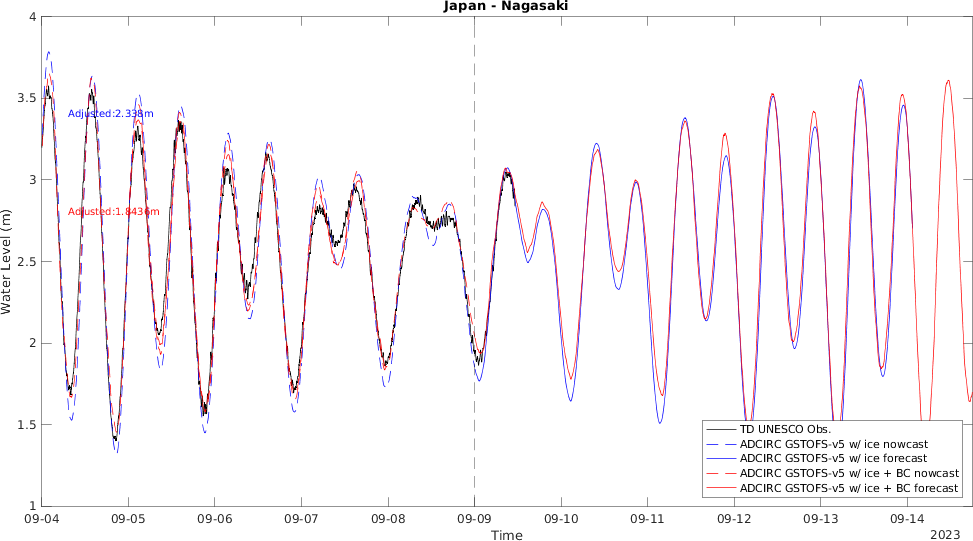 Japan - Nagasaki
4
3.5
3
2.5
2
1.5
1
Water Level (m)
Adjusted:2.338m
Adjusted:1.8436m
TD UNESCO Obs.
ADCIRC GSTOFS-v5 w/ ice nowcast
ADCIRC GSTOFS-v5 w/ ice forecast
ADCIRC GSTOFS-v5 w/ ice + BC nowcast
ADCIRC GSTOFS-v5 w/ ice + BC forecast
09-04 09-05 09-06 09-07 09-08 09-09 09-10 09-11 09-12 09-13 09-14
Time
2023